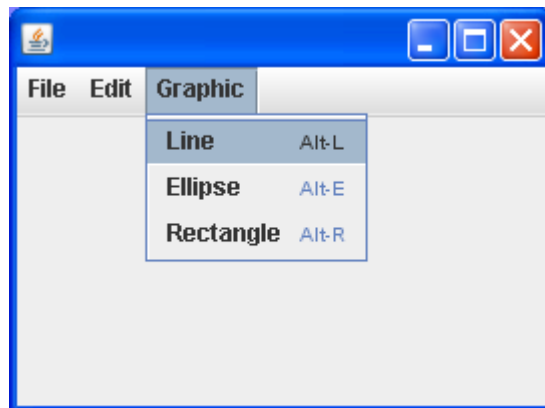 File Edit Graphic
Line Alt-L
Ellipse Alt-E
Rectangle Alt-R